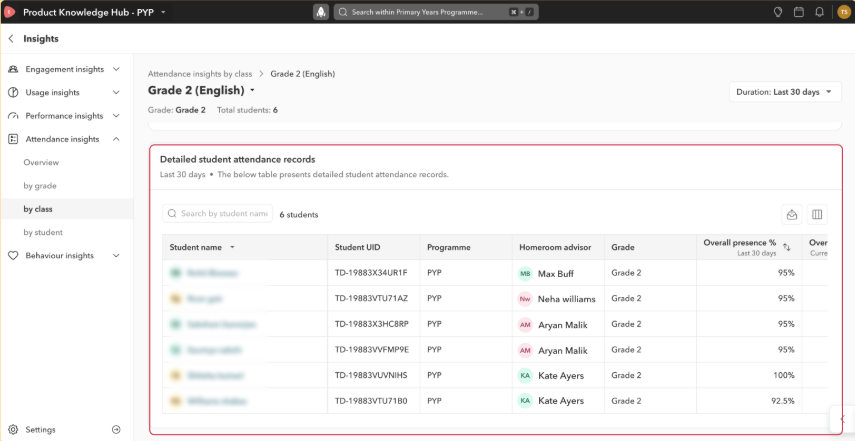 Product Knowledge Hub - PYP
Search within Primary Years Programme...
⌘ + /
TS
Insights
Engagement insights
Usage insights
Performance insights
Attendance insights
Overview
by grade
by class
by student
Behaviour insights
Settings
Attendance insights by class > Grade 2 (English)
Grade 2 (English)
Grade: Grade 2 Total students: 6
Duration: Last 30 days
Detailed student attendance records
Last 30 days • The below table presents detailed student attendance records.
Search by student name
6 students
Student name Student UID Programme Homeroom advisor Grade Overall presence % Over
Last 30 days Curre
TD-19883X34UR1F PYP MB Max Buff Grade 2 95%
TD-19883VTU71AZ PYP Nw Neha williams Grade 2 95%
TD-19883X3HC8RP PYP AM Aryan Malik Grade 2 95%
TD-19883VVFMP9E PYP AM Aryan Malik Grade 2 95%
TD-19883VUVNIHS PYP KA Kate Ayers Grade 2 100%
TD-19883VTU71B0 PYP KA Kate Ayers Grade 2 92.5%